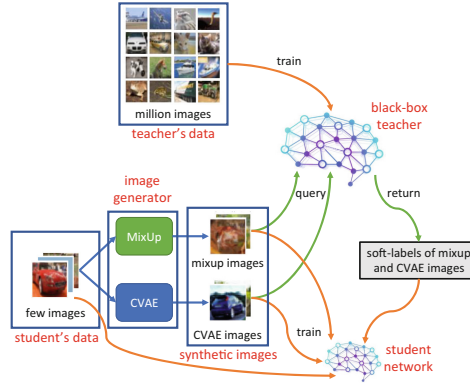 million images
teacher's data
train
black-box
teacher
image
generator
MixUp
CVAE
query
return
mixup images
CVAE images
synthetic images
few images
student's data
soft-labels of mixup
and CVAE images
train
student
network